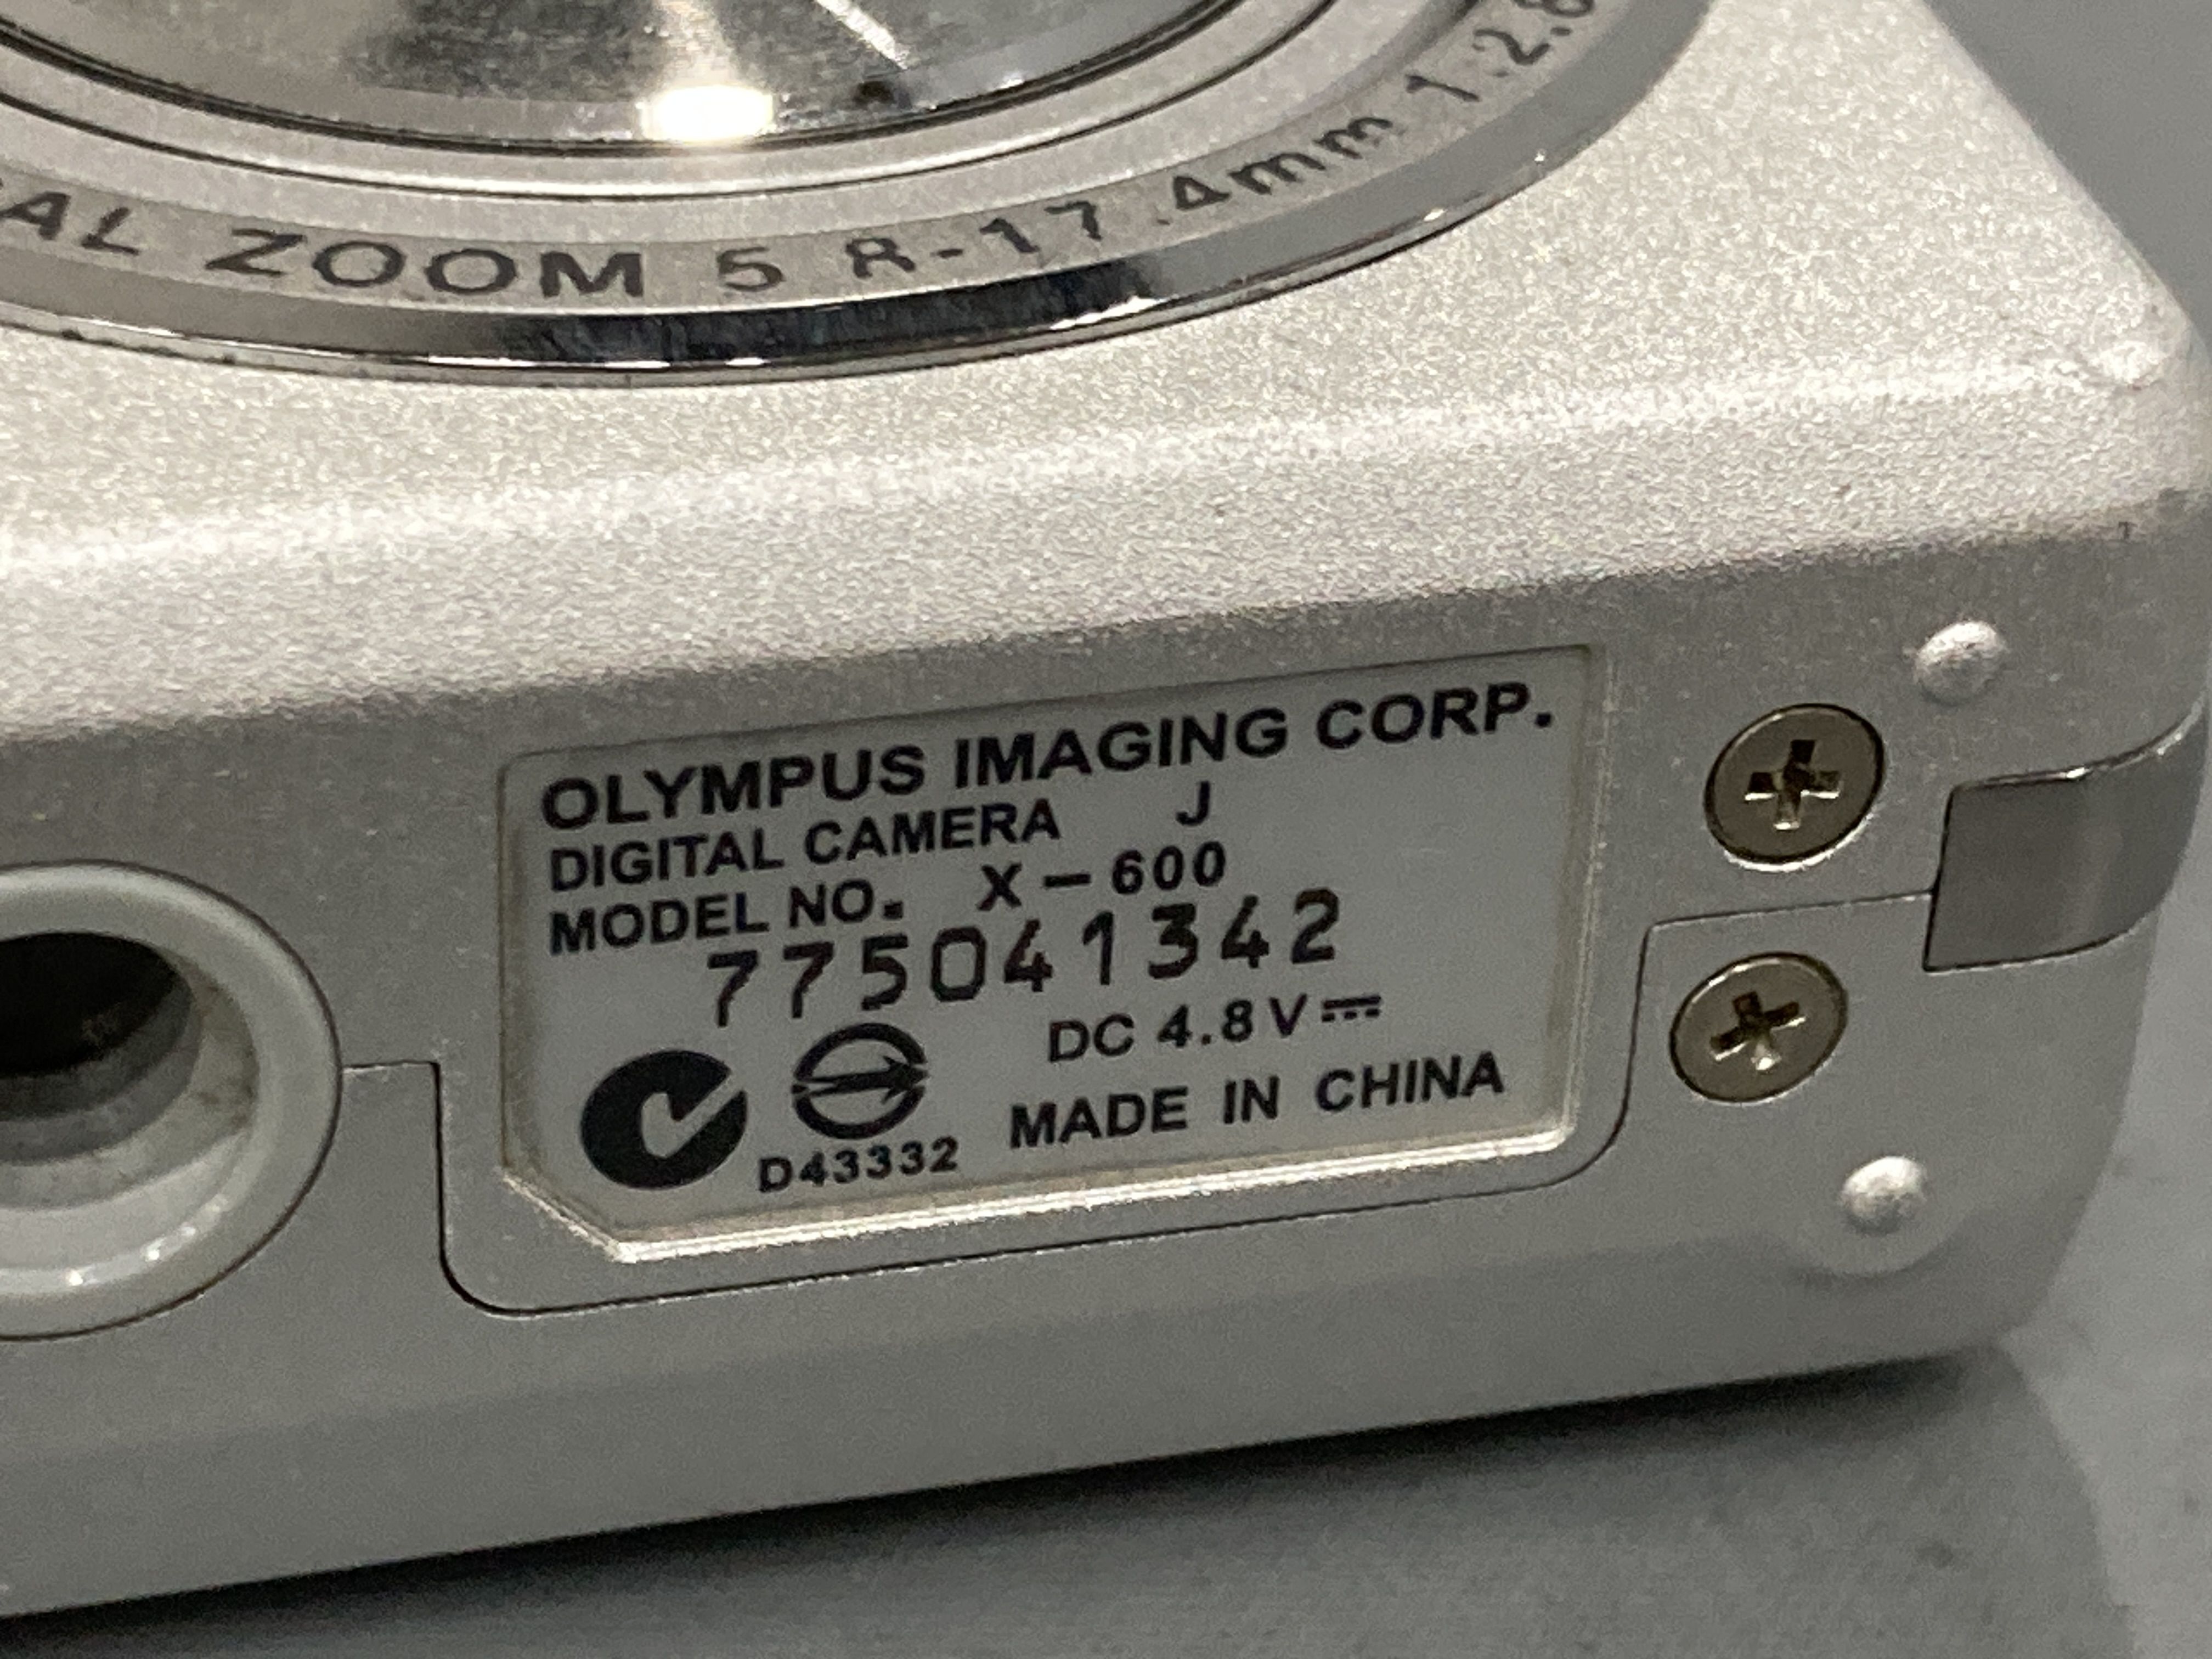 AL ZOOM 5.8-17.4mm 1:2.8
OLYMPUS IMAGING CORP.
DIGITAL CAMERA J
MODEL NO. X-600
775041342
DC 4.8V⎓
D43332 MADE IN CHINA